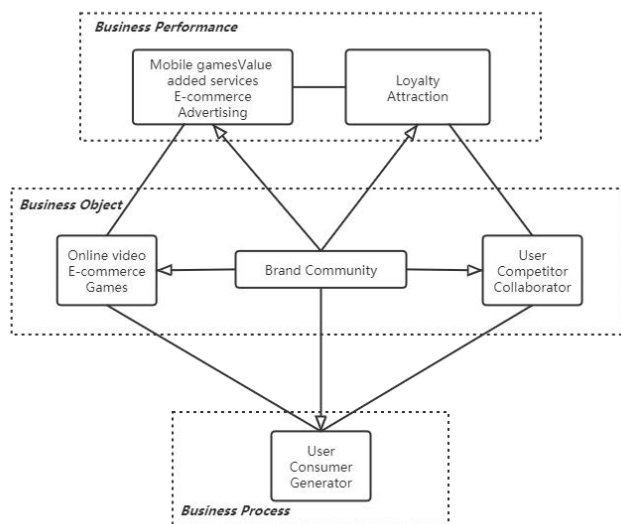 Business Performance
Mobile gamesValue
added services
E-commerce
Advertising
Loyalty
Attraction
Business Object
Online video
E-commerce
Games
Brand Community
User
Competitor
Collaborator
User
Consumer
Generator
Business Process